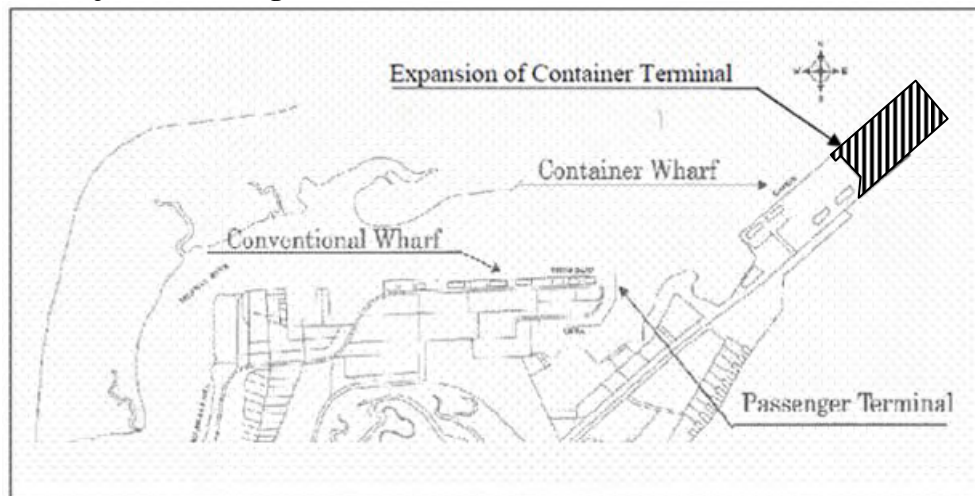 N
W E
S
Expansion of Container Terminal
Container Wharf
Conventional Wharf
Passenger Terminal